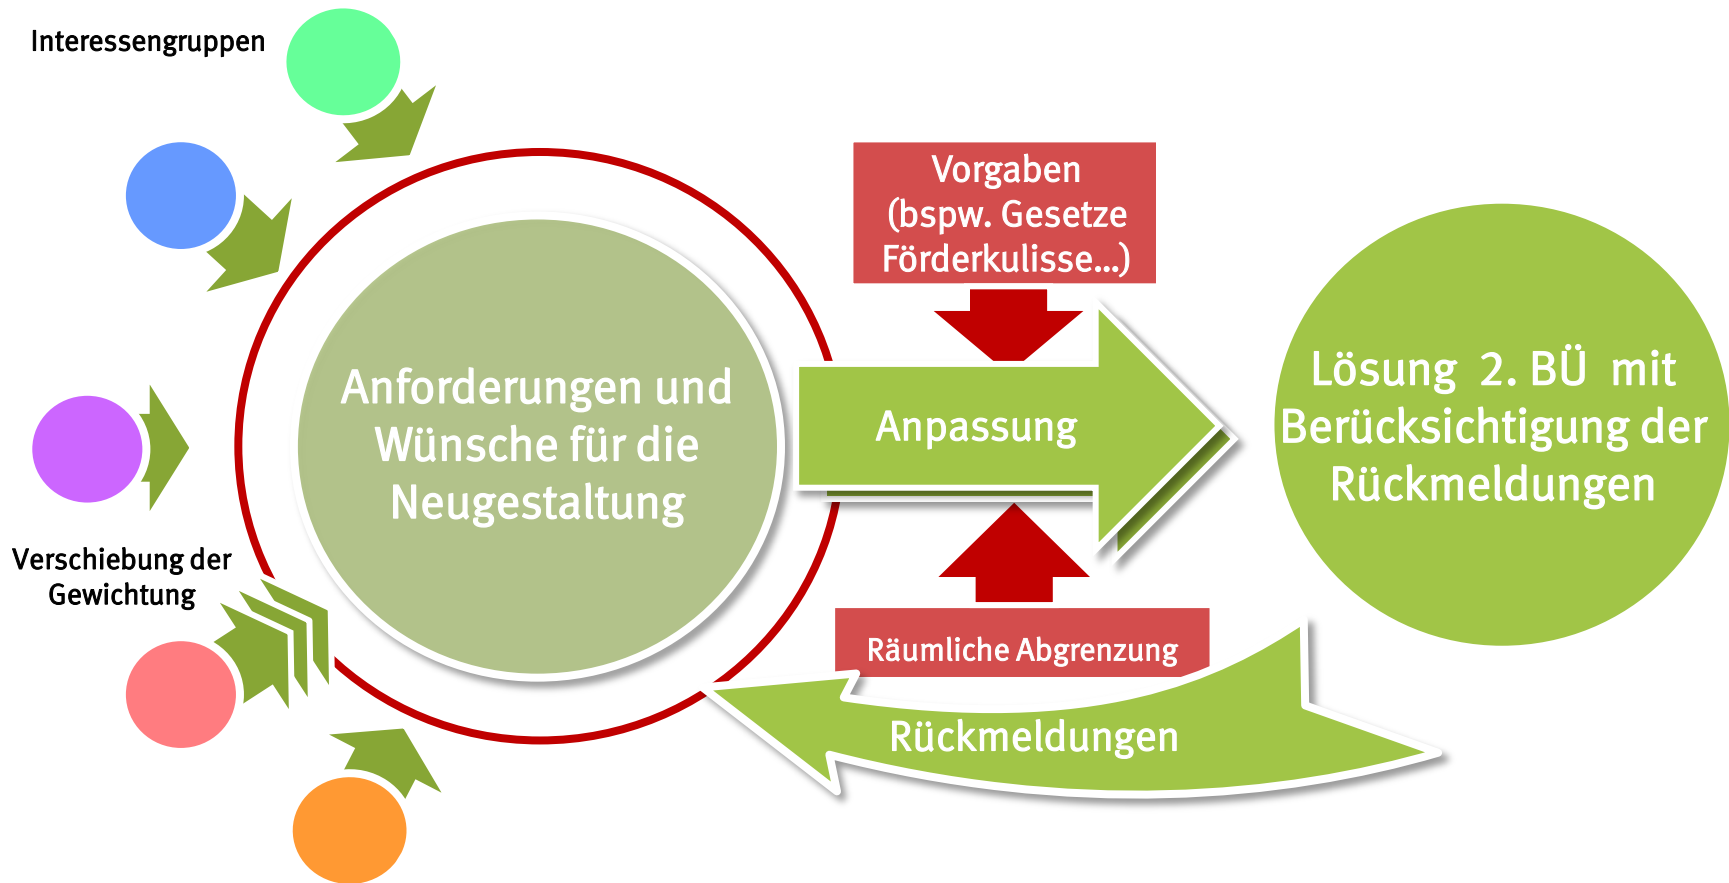 Interessengruppen
Vorgaben
(bspw. Gesetze
Förderkulisse...)
Anforderungen und
Wünsche für die
Neugestaltung
Anpassung
Lösung 2. BÜ mit
Berücksichtigung der
Rückmeldungen
Verschiebung der
Gewichtung
Räumliche Abgrenzung
Rückmeldungen